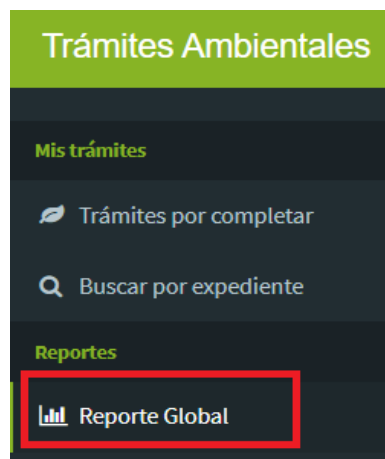 Trámites Ambientales
Mis trámites
Trámites por completar
Buscar por expediente
Reportes
Reporte Global